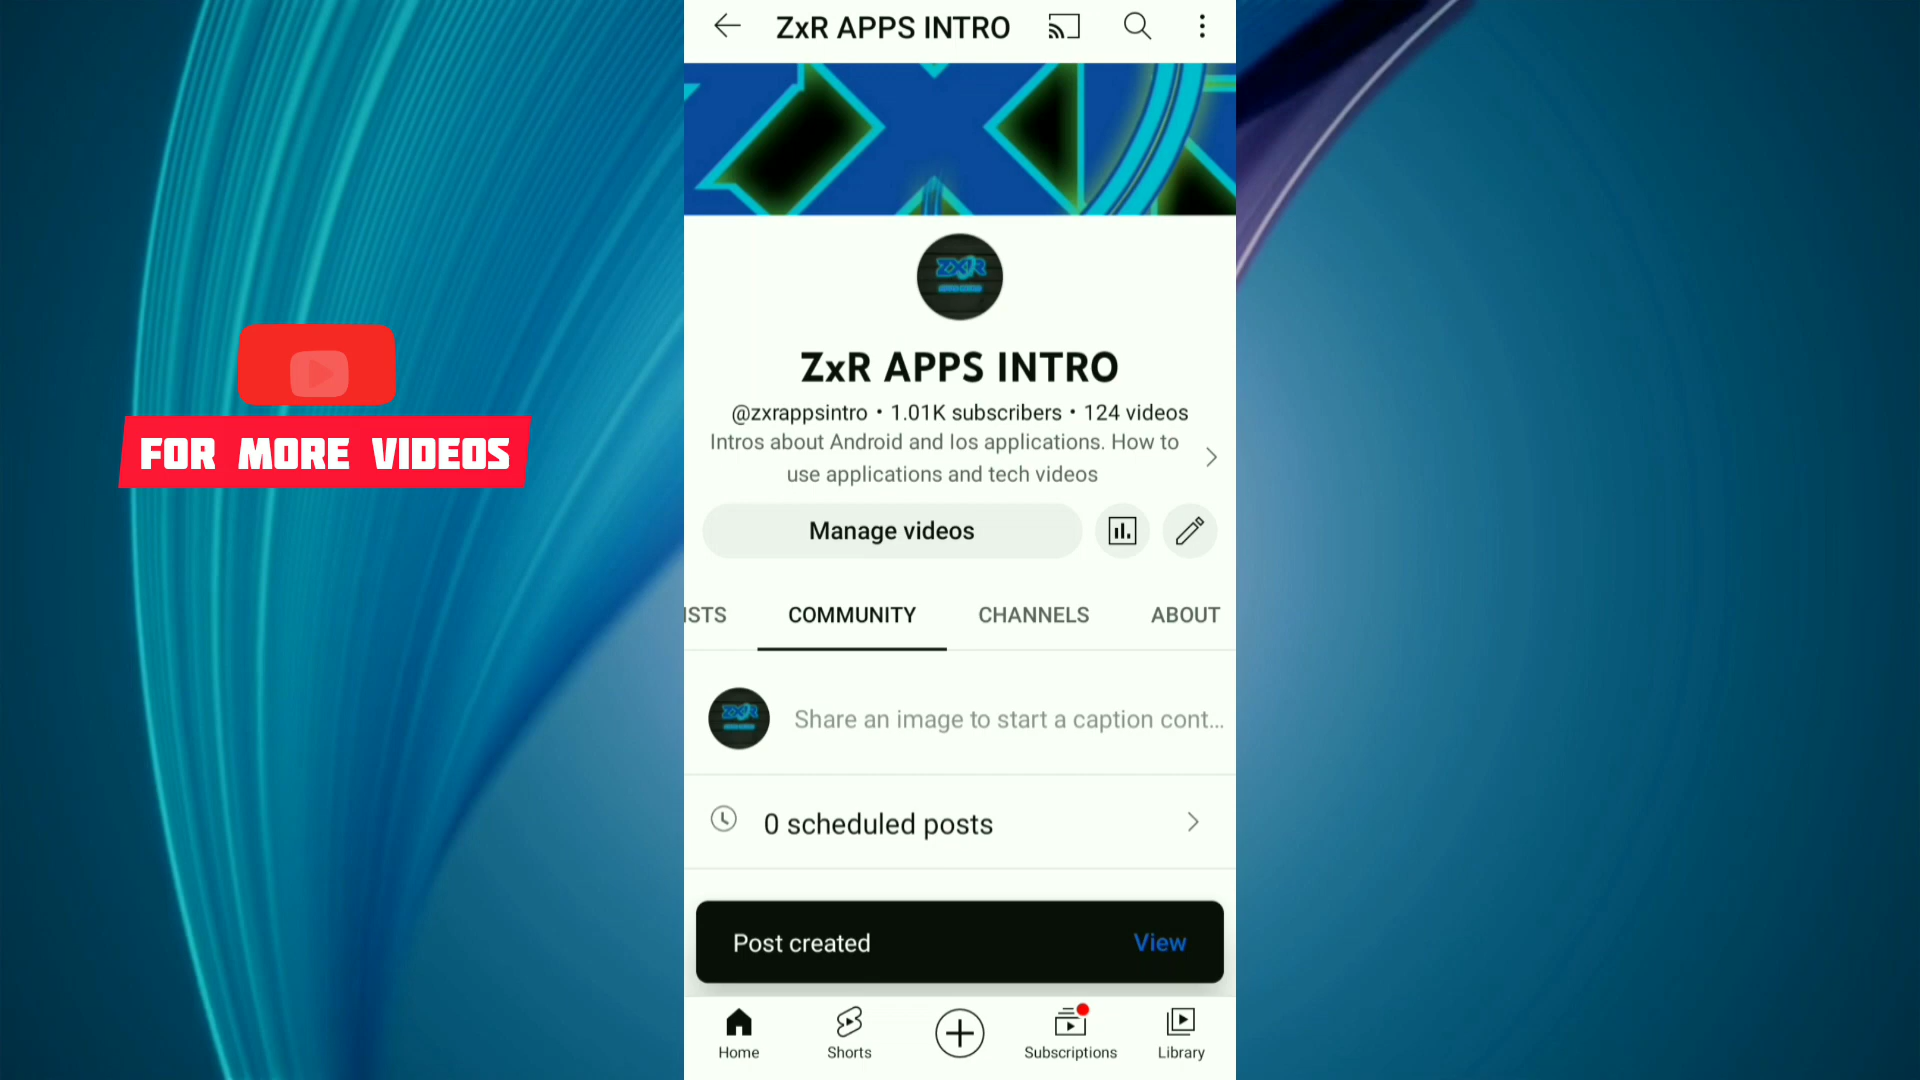 ZxR APPS INTRO
ZXR
ZxR APPS INTRO
@zxrappsintro • 1.01K subscribers • 124 videos
Intros about Android and Ios applications. How to
use applications and tech videos
FOR MORE VIDEOS
Manage videos
ISTS COMMUNITY CHANNELS ABOUT
ZXR
Share an image to start a caption cont...
0 scheduled posts
Post created View
Home Shorts Subscriptions Library